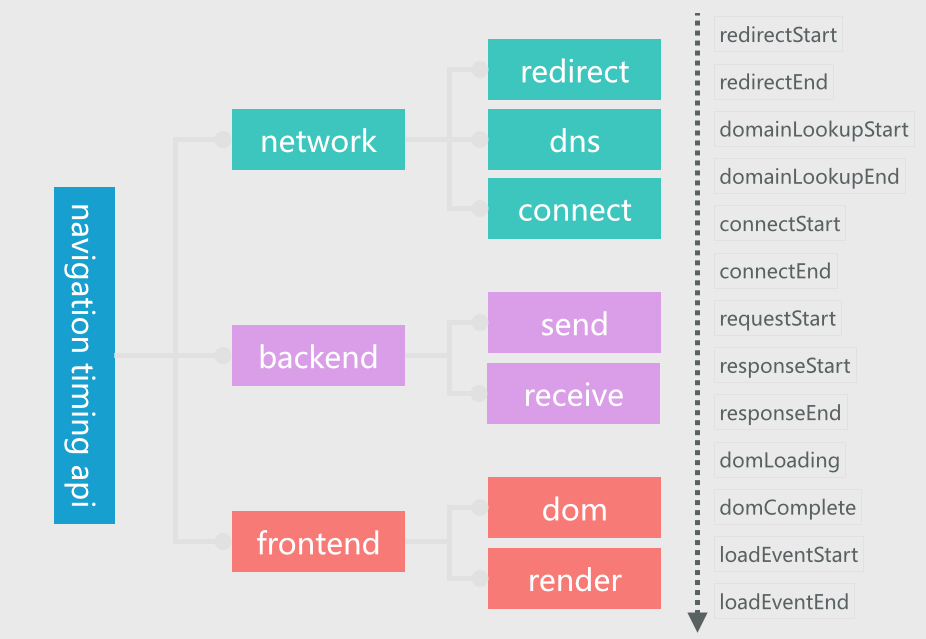 navigation timing api
network
redirect
dns
connect
backend
send
receive
frontend
dom
render
redirectStart
redirectEnd
domainLookupStart
domainLookupEnd
connectStart
connectEnd
requestStart
responseStart
responseEnd
domLoading
domComplete
loadEventStart
loadEventEnd